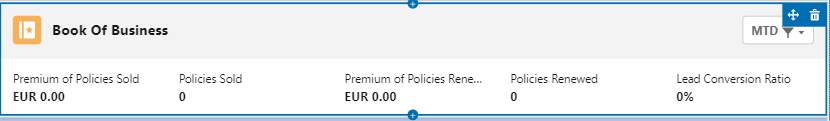 Book Of Business
MTD
Premium of Policies Sold Policies Sold Premium of Policies Rene... Policies Renewed Lead Conversion Ratio
EUR 0.00 0 EUR 0.00 0 0%